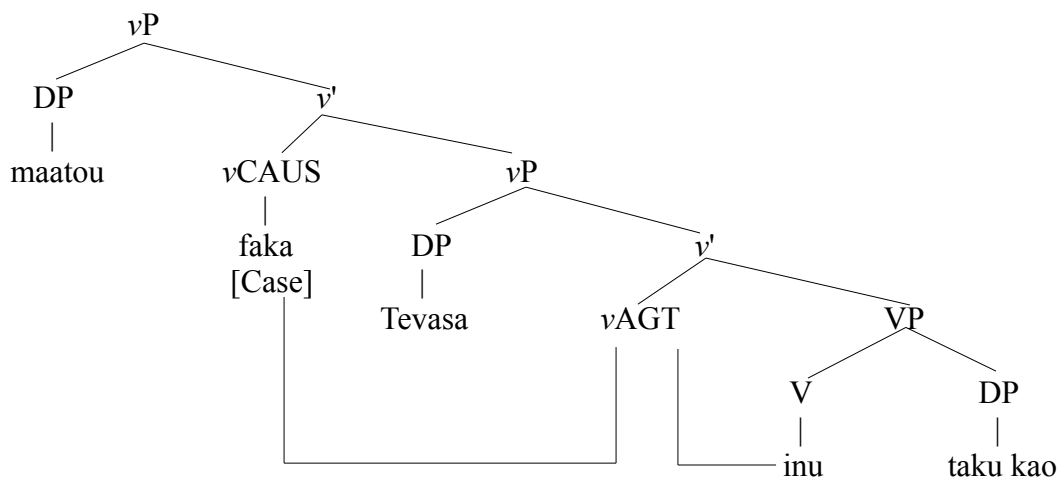 vP
DP v'
maatou vCAUS vP
faka DP v'
[Case] Tevasa vAGT VP
V DP
inu taku kao